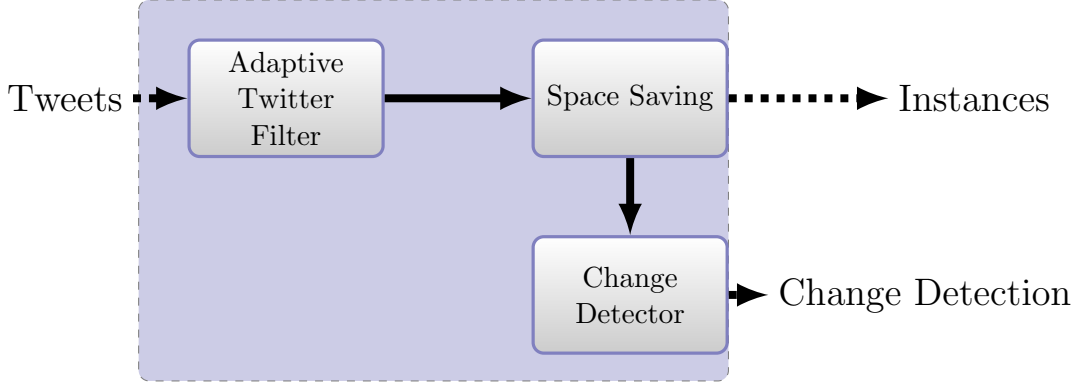 Tweets
Adaptive
Twitter
Filter
Space Saving
Instances
Change
Detector
Change Detection